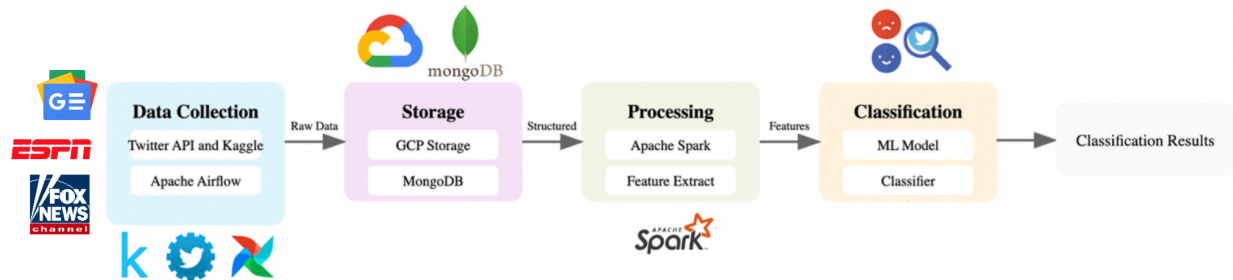 mongoDB
GE
ESPN
FOX
NEWS
channel
Data Collection
Twitter API and Kaggle
Apache Airflow
k
Raw Data
Storage
GCP Storage
MongoDB
Structured
Processing
Apache Spark
Feature Extract
APACHE
Spark
Features
Classification
ML Model
Classifier
Classification Results